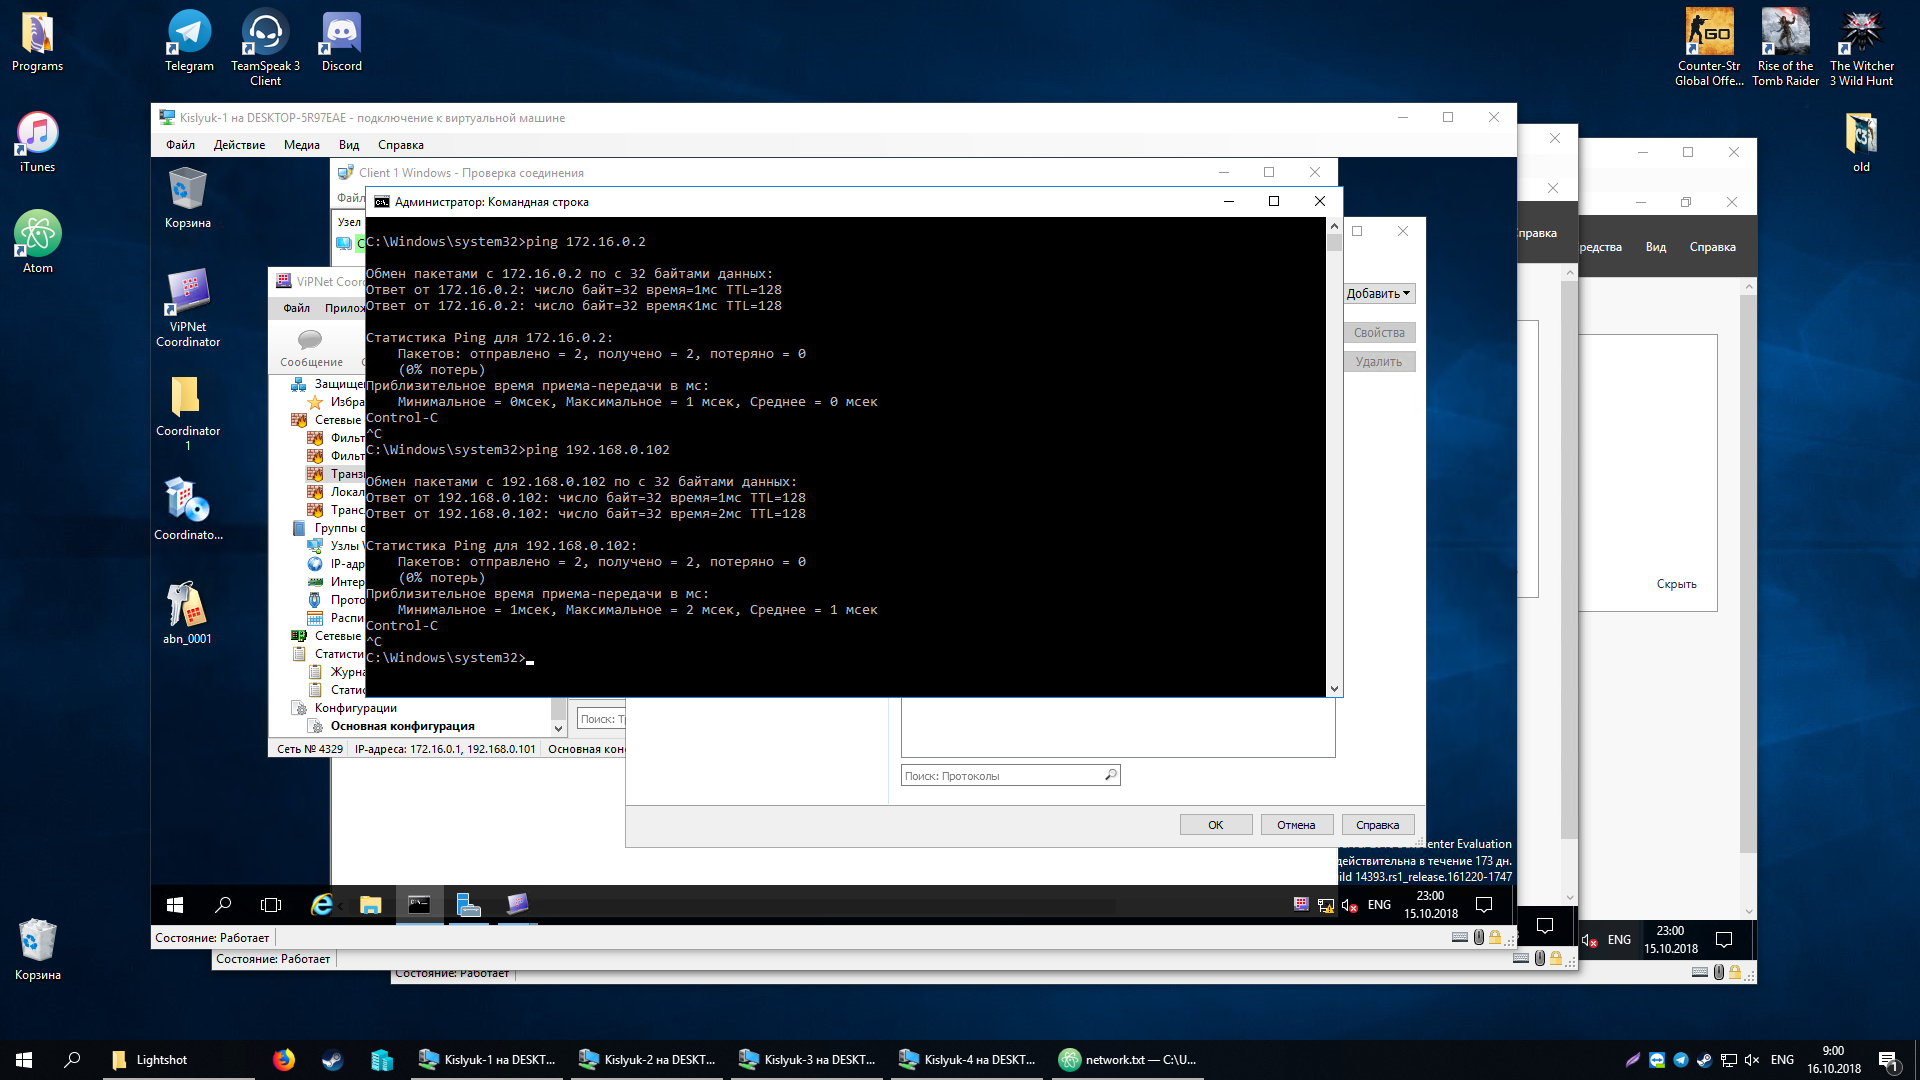 Programs
Telegram
TeamSpeak 3
Client
Discord
Counter-Str
Global Offe...
Rise of the
Tomb Raider
The Witcher
3 Wild Hunt
iTunes
Atom
old
Корзина
Kislyuk-1 на DESKTOP-5R97EAE - подключение к виртуальной машине
Файл
Действие
Медиа
Вид
Справка
Корзина
ViPNet
Coordinator
Coordinator
1
Coordinato...
abn_0001
Client 1 Windows - Проверка соединения
Файл
Узел
Администратор: Командная строка
C:\Windows\system32>ping 172.16.0.2
Обмен пакетами с 172.16.0.2 по с 32 байтами данных:
Ответ от 172.16.0.2: число байт=32 время=1мс TTL=128
Ответ от 172.16.0.2: число байт=32 время<1мс TTL=128
Статистика Ping для 172.16.0.2:
Пакетов: отправлено = 2, получено = 2, потеряно = 0
(0% потерь)
Приблизительное время приема-передачи в мс:
Минимальное = 0мсек, Максимальное = 1 мсек, Среднее = 0 мсек
Control-C
^C
C:\Windows\system32>ping 192.168.0.102
Обмен пакетами с 192.168.0.102 по с 32 байтами данных:
Ответ от 192.168.0.102: число байт=32 время=1мс TTL=128
Ответ от 192.168.0.102: число байт=32 время=2мс TTL=128
Статистика Ping для 192.168.0.102:
Пакетов: отправлено = 2, получено = 2, потеряно = 0
(0% потерь)
Приблизительное время приема-передачи в мс:
Минимальное = 1мсек, Максимальное = 2 мсек, Среднее = 1 мсек
Control-C
^C
C:\Windows\system32>
ViPNet Coor
Файл
Прилож
Сообщение
Защище
Избра
Сетевые
Фильт
Фильт
Транз
Локал
Транс
Группы о
Узлы V
IP-адр
Интер
Прото
Распи
Сетевые
Статисти
Журна
Стати
Конфигурации
Основная конфигурация
Поиск: Т
Сеть № 4329
IP-адреса: 172.16.0.1, 192.168.0.101
Основная кон
Добавить
Свойства
Удалить
Поиск: Протоколы
ОК
Отмена
Справка
правка
редства
Вид
Справка
Скрыть
enter Evaluation
действительна в течение 173 дн.
ild 14393.rs1_release.161220-1747
ENG
23:00
15.10.2018
ENG
23:00
15.10.2018
Состояние: Работает
Состояние: Работает
Состояние: Работает
Lightshot
Kislyuk-1 на DESKT...
Kislyuk-2 на DESKT...
Kislyuk-3 на DESKT...
Kislyuk-4 на DESKT...
network.txt — C:\U...
ENG
9:00
16.10.2018
1